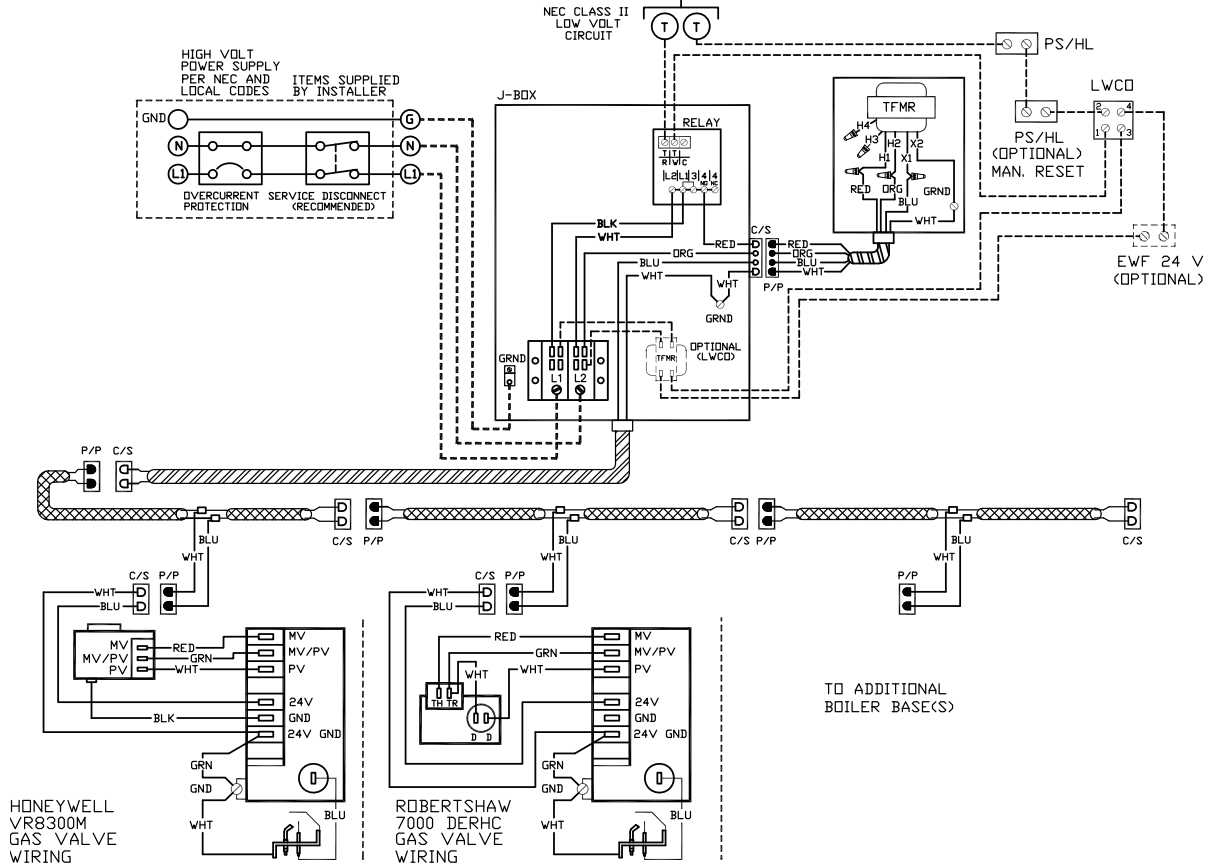 NEC CLASS II
LOW VOLT
CIRCUIT
T T
PS/HL
HIGH VOLT
POWER SUPPLY
PER NEC AND
LOCAL CODES
ITEMS SUPPLIED
BY INSTALLER
J-BOX
LWCO
2 4
1 3
TFMR
GND
G
N
N
L1
L1
OVERCURRENT
PROTECTION
SERVICE DISCONNECT
(RECOMMENDED)
RELAY
T T
R W C
L2 L1 3 4 4
NO NC
H4
H3
H2
X2
H1
X1
RED
ORG
GRND
BLU
WHT
PS/HL
(OPTIONAL)
MAN. RESET
BLK
WHT
C/S
RED
RED
ORG
ORG
BLU
BLU
WHT
WHT
WHT
P/P
GRND
EWF 24 V
(OPTIONAL)
GRND
L1
L2
TFMR
OPTIONAL
(LWCO)
P/P
C/S
BLU
WHT
C/S
P/P
BLU
WHT
C/S
P/P
BLU
WHT
C/S
C/S
P/P
WHT
BLU
C/S
P/P
WHT
BLU
P/P
MV
MV/PV
PV
RED
GRN
WHT
BLK
MV
MV/PV
PV
24V
GND
24V GND
GRN
GND
WHT
BLU
RED
GRN
WHT
WHT
TH TR
D D
MV
MV/PV
PV
24V
GND
24V GND
GRN
GND
WHT
BLU
TO ADDITIONAL
BOILER BASE(S)
HONEYWELL
VR8300M
GAS VALVE
WIRING
ROBERTSHAW
7000 DERHC
GAS VALVE
WIRING